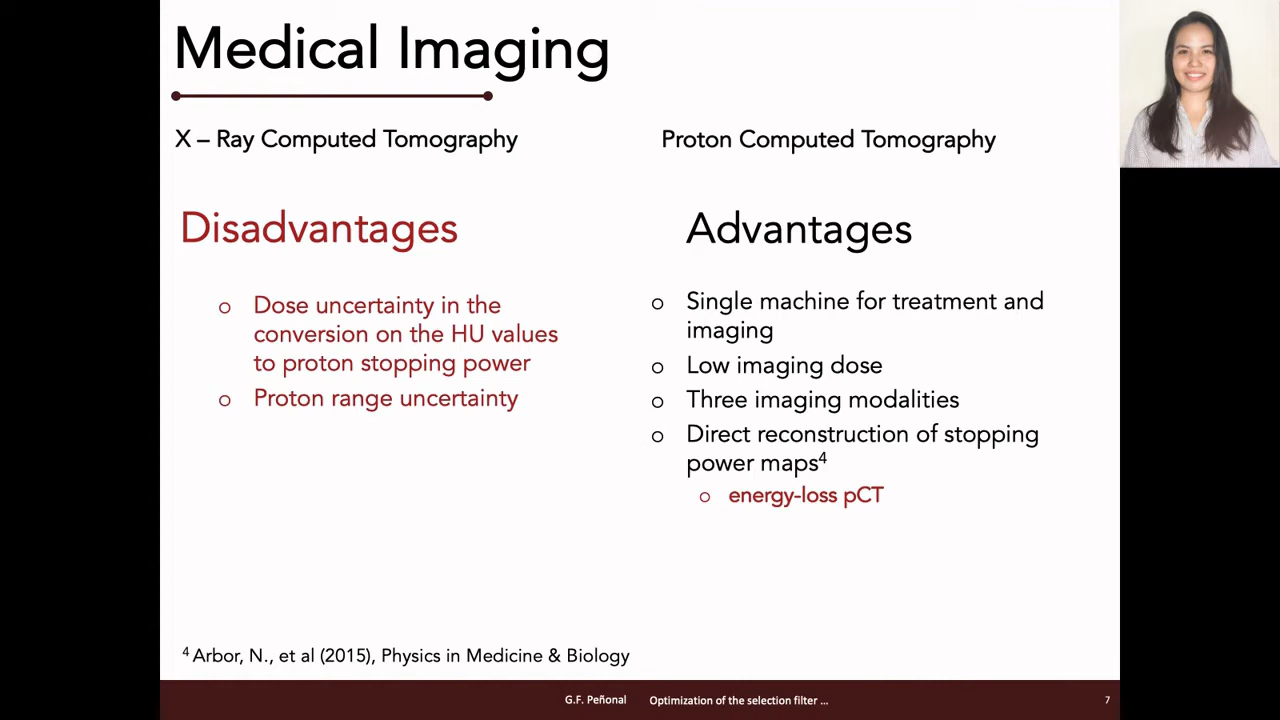 Medical Imaging
X – Ray Computed Tomography
Proton Computed Tomography
Disadvantages
o Dose uncertainty in the
conversion on the HU values
to proton stopping power
o Proton range uncertainty
Advantages
o Single machine for treatment and
imaging
o Low imaging dose
o Three imaging modalities
o Direct reconstruction of stopping
power maps⁴
o energy-loss pCT
⁴ Arbor, N., et al (2015), Physics in Medicine & Biology
G.F. Peñonal Optimization of the selection filter ... 7